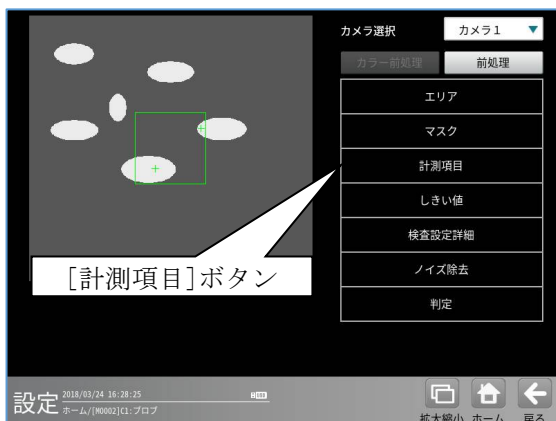 カメラ選択
カメラ1
カラー前処理
前処理
エリア
マスク
計測項目
しきい値
検査設定詳細
ノイズ除去
判定
[計測項目]ボタン
設定
2018/03/24 16:28:25
ホーム/[M0002]C1:ブロブ
拡大縮小 ホーム 戻る